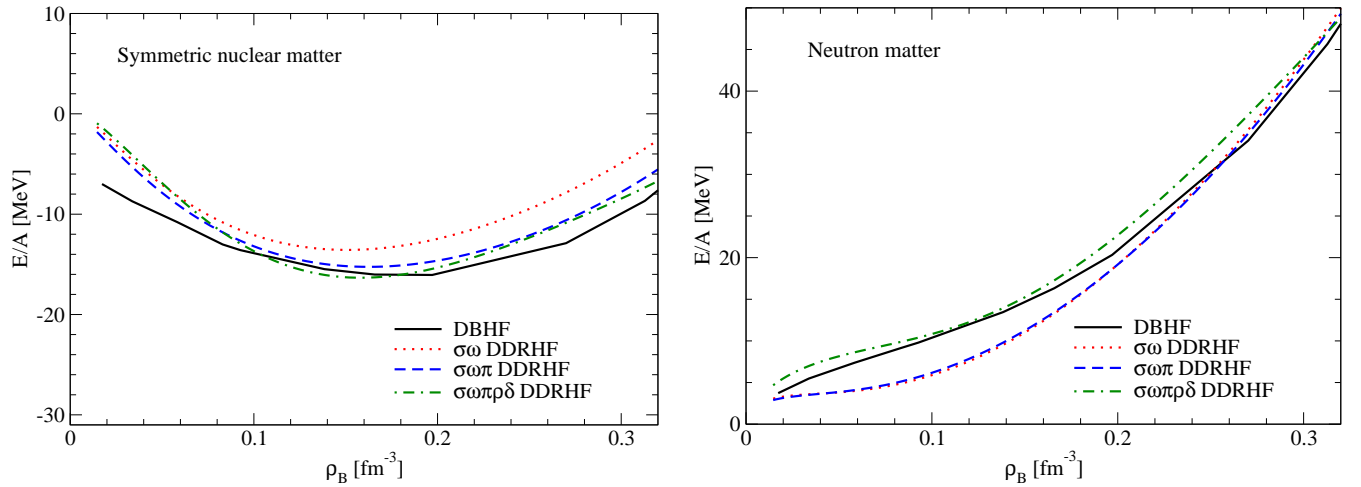 10
0
-10
-20
-30
E/A [MeV]
Symmetric nuclear matter
DBHF
σω DDRHF
σωπ DDRHF
σωπρδ DDRHF
0 0.1 0.2 0.3
ρ_B [fm⁻³]
40
20
0
E/A [MeV]
Neutron matter
DBHF
σω DDRHF
σωπ DDRHF
σωπρδ DDRHF
0 0.1 0.2 0.3
ρ_B [fm⁻³]